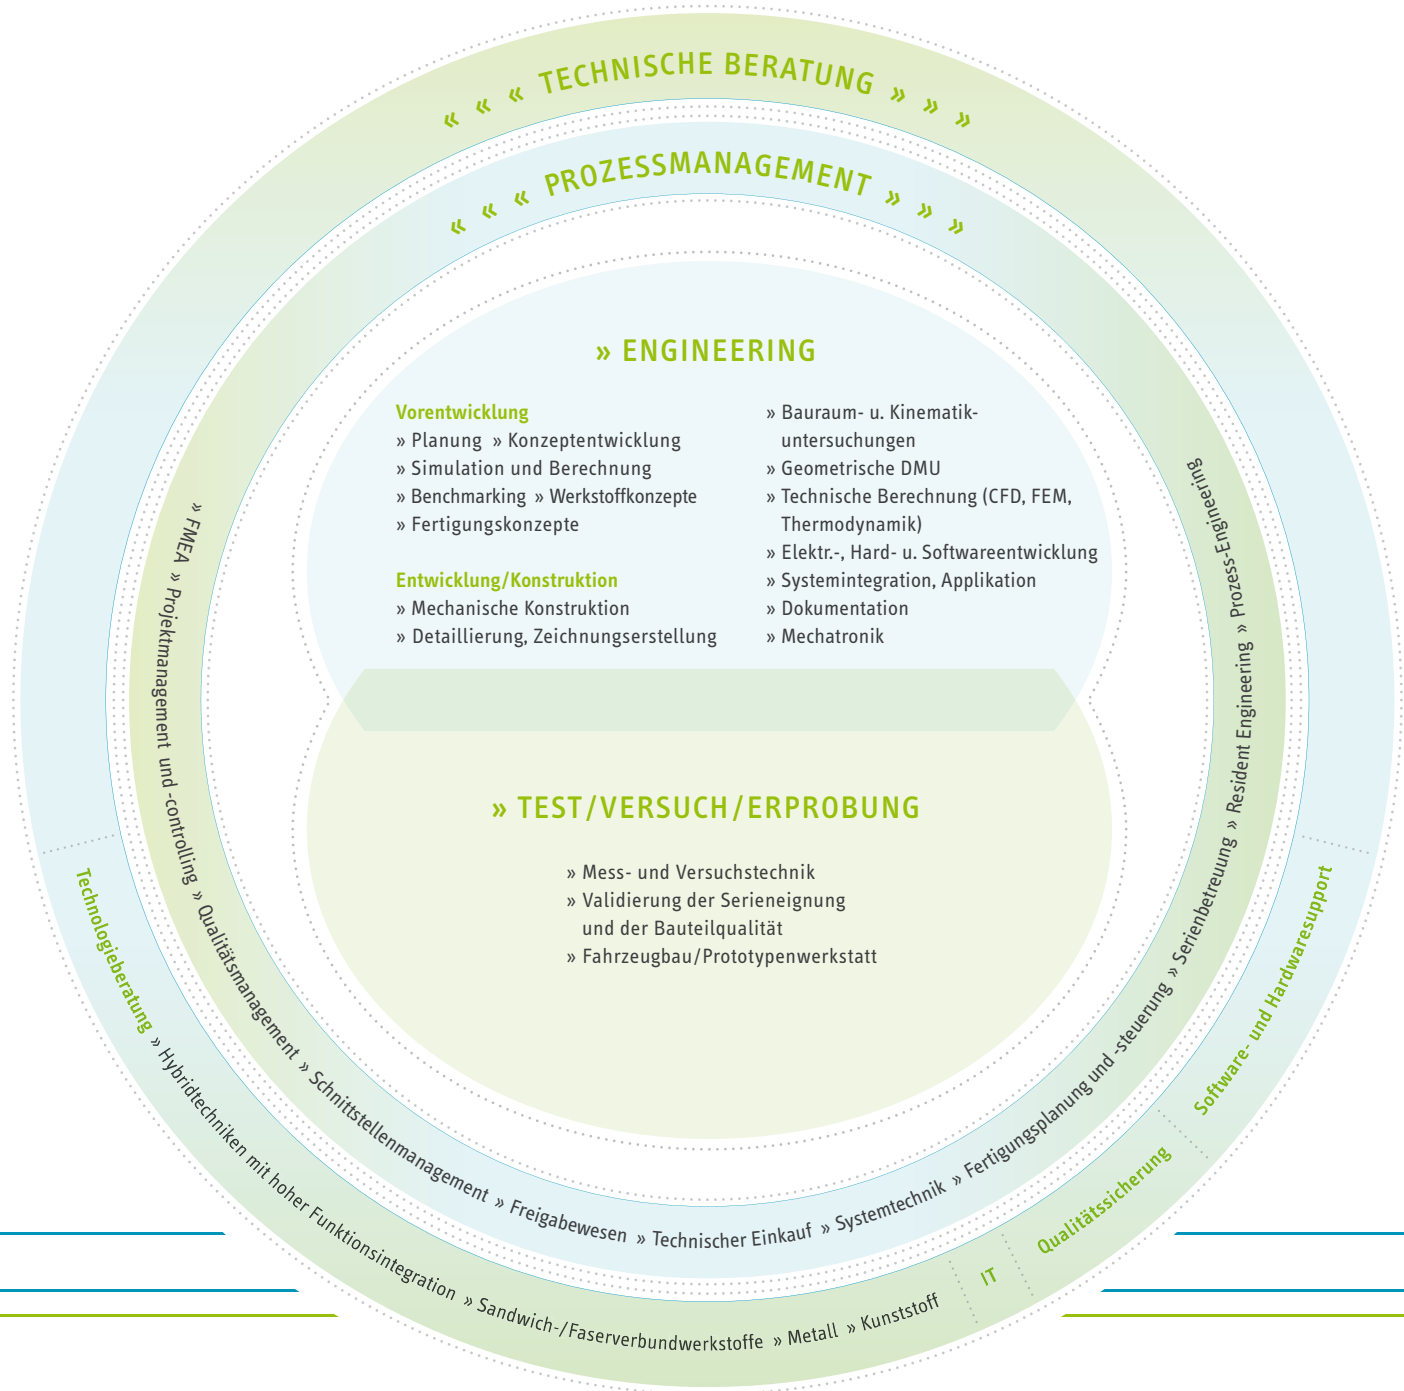 « « « TECHNISCHE BERATUNG » » »
« « « PROZESSMANAGEMENT » » »
» ENGINEERING
Vorentwicklung
» Planung » Konzeptentwicklung
» Simulation und Berechnung
» Benchmarking » Werkstoffkonzepte
» Fertigungskonzepte
Entwicklung/Konstruktion
» Mechanische Konstruktion
» Detaillierung, Zeichnungserstellung
» Bauraum- u. Kinematik-
untersuchungen
» Geometrische DMU
» Technische Berechnung (CFD, FEM,
Thermodynamik)
» Elektr.-, Hard- u. Softwareentwicklung
» Systemintegration, Applikation
» Dokumentation
» Mechatronik
» TEST/VERSUCH/ERPROBUNG
» Mess- und Versuchstechnik
» Validierung der Serieneignung
und der Bauteilqualität
» Fahrzeugbau/Prototypenwerkstatt
» FMEA » Projektmanagement und -controlling » Qualitätsmanagement » Schnittstellenmanagement » Freigabewesen » Technischer Einkauf » Systemtechnik » Fertigungsplanung und -steuerung » Serienbetreuung » Resident Engineering » Prozess-Engineering
Technologieberatung » Hybridtechniken mit hoher Funktionsintegration » Sandwich-/Faserverbundwerkstoffe » Metall » Kunststoff
IT
Qualitätssicherung
Software- und Hardwaresupport